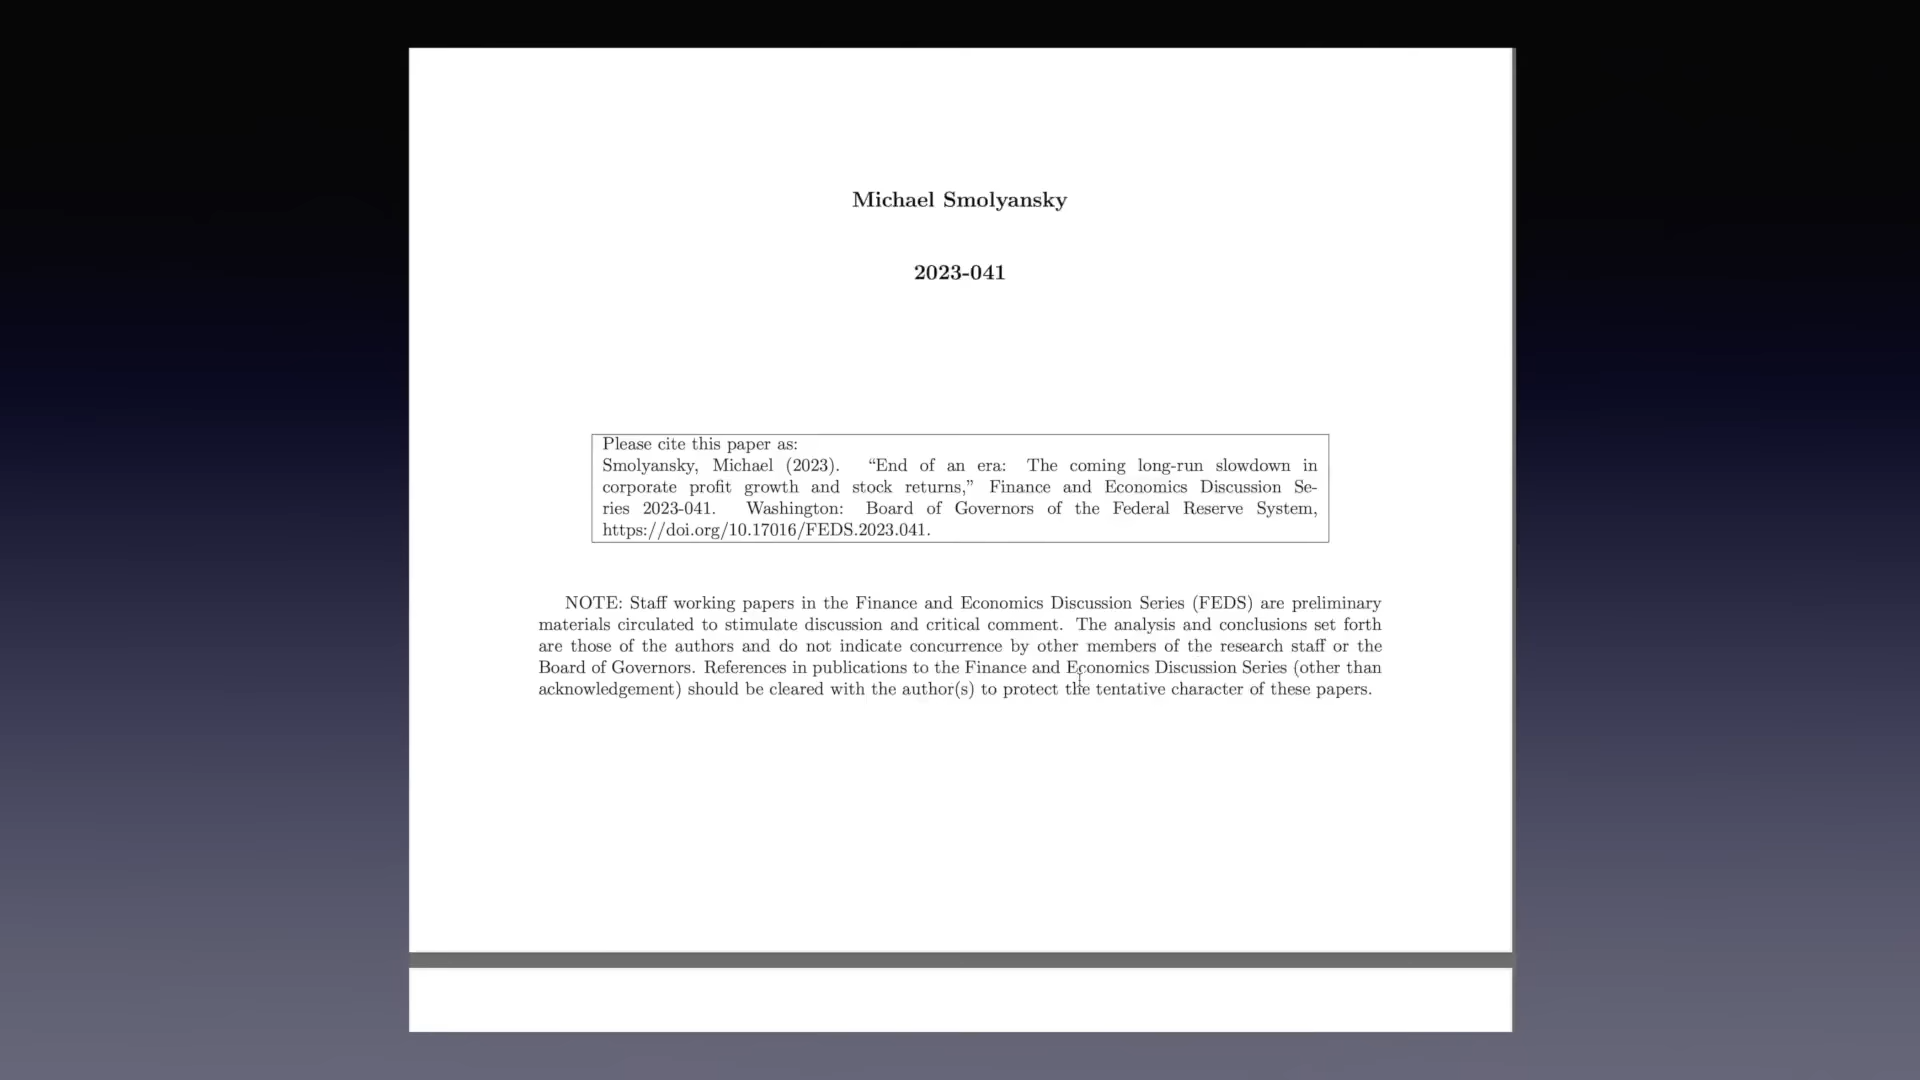 Michael Smolyansky
2023-041
Please cite this paper as:
Smolyansky, Michael (2023). “End of an era: The coming long-run slowdown in
corporate profit growth and stock returns,” Finance and Economics Discussion Se-
ries 2023-041. Washington: Board of Governors of the Federal Reserve System,
https://doi.org/10.17016/FEDS.2023.041.
NOTE: Staff working papers in the Finance and Economics Discussion Series (FEDS) are preliminary
materials circulated to stimulate discussion and critical comment. The analysis and conclusions set forth
are those of the authors and do not indicate concurrence by other members of the research staff or the
Board of Governors. References in publications to the Finance and Economics Discussion Series (other than
acknowledgement) should be cleared with the author(s) to protect the tentative character of these papers.